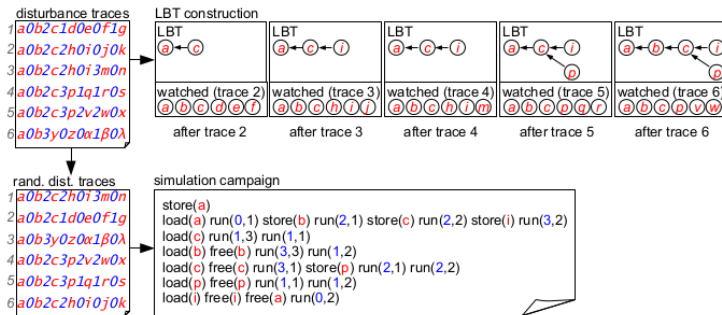 disturbance traces
1 a0b2c1d0e0f1g
2 a0b2c2h0i0j0k
3 a0b2c2h0i3m0n
4 a0b2c3p1q1r0s
5 a0b2c3p2v2w0x
6 a0b3y0z0α1β0λ
LBT construction
LBT
a c
watched (trace 2)
a b c d e f
after trace 2
LBT
a c i
watched (trace 3)
a b c h i j
after trace 3
LBT
a c i
watched (trace 4)
a b c h i m
after trace 4
LBT
a c i
p
watched (trace 5)
a b c p q r
after trace 5
LBT
a b c i
p
watched (trace 6)
a b c p v w
after trace 6
rand. dist. traces
1 a0b2c2h0i3m0n
2 a0b2c1d0e0f1g
3 a0b3y0z0α1β0λ
4 a0b2c3p2v2w0x
5 a0b2c3p1q1r0s
6 a0b2c2h0i0j0k
simulation campaign
store(a)
load(a) run(0,1) store(b) run(2,1) store(c) run(2,2) store(i) run(3,2)
load(c) run(1,3) run(1,1)
load(b) free(b) run(3,3) run(1,2)
load(c) free(c) run(3,1) store(p) run(2,1) run(2,2)
load(p) free(p) run(1,1) run(1,2)
load(i) free(i) free(a) run(0,2)